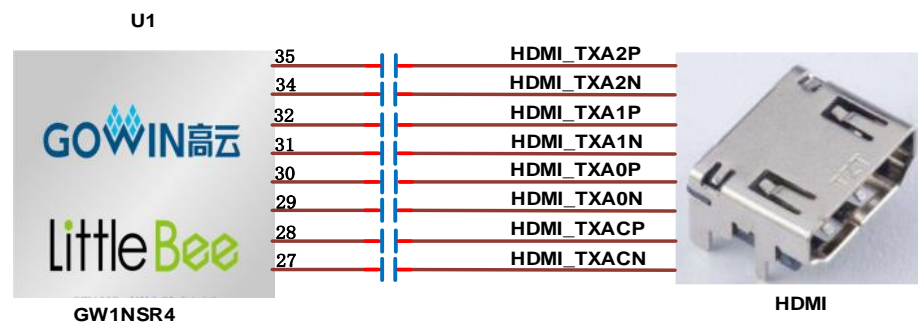 U1
35 HDMI_TXA2P
34 HDMI_TXA2N
32 HDMI_TXA1P
31 HDMI_TXA1N
30 HDMI_TXA0P
29 HDMI_TXA0N
28 HDMI_TXACP
27 HDMI_TXACN
GOWIN高云
LittleBee
GW1NSR4
HDMI